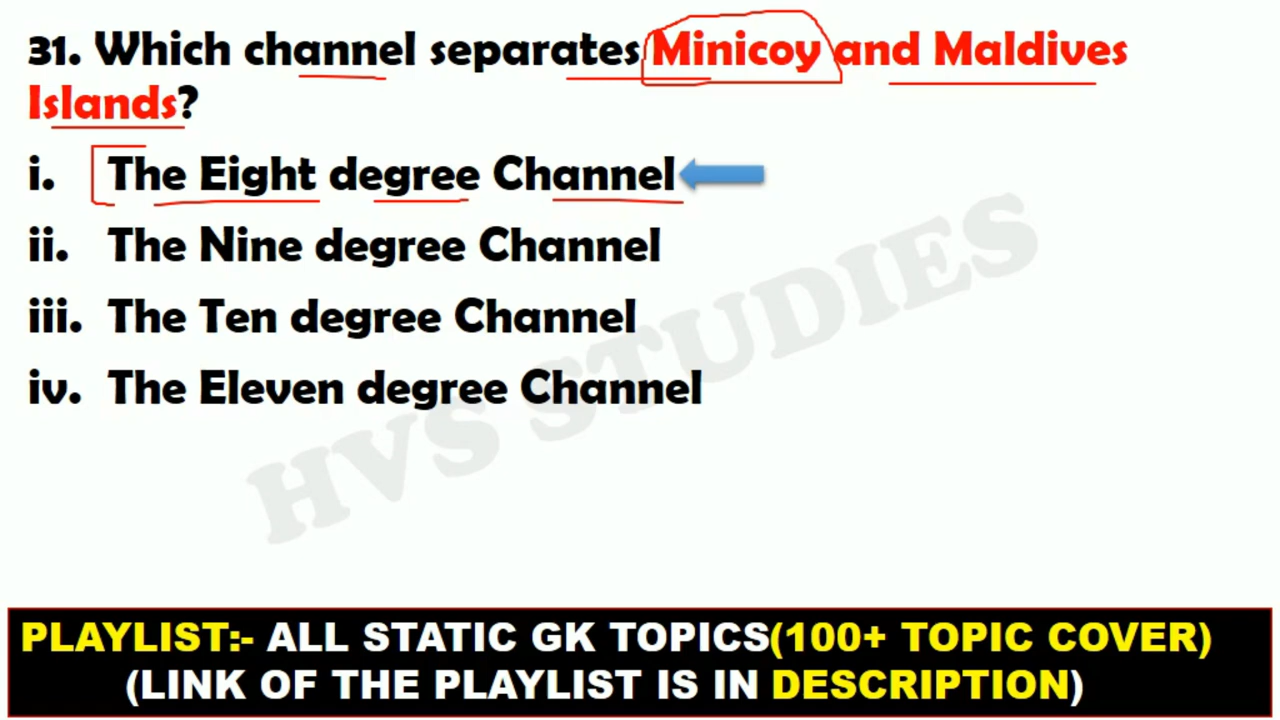 31. Which channel separates Minicoy and Maldives
Islands?
i. The Eight degree Channel
ii. The Nine degree Channel
iii. The Ten degree Channel
iv. The Eleven degree Channel
HVS STUDIES
PLAYLIST:- ALL STATIC GK TOPICS(100+ TOPIC COVER)
(LINK OF THE PLAYLIST IS IN DESCRIPTION)